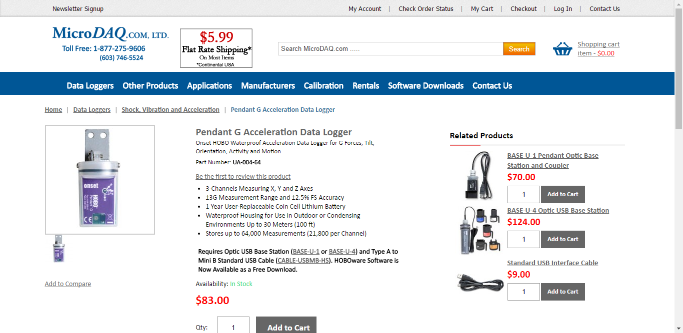 Newsletter Signup
My Account | Check Order Status | My Cart | Checkout | Log In | Contact Us
MicroDAQ.COM, LTD.
Toll Free: 1-877-275-9606
(603) 746-5524
$5.99
Flat Rate Shipping*
On Most Items
*Continental USA
Search MicroDAQ.com ......
Search
Shopping cart
item - $0.00
Data Loggers Other Products Applications Manufacturers Calibration Rentals Software Downloads Contact Us
Home | Data Loggers | Shock, Vibration and Acceleration | Pendant G Acceleration Data Logger
Pendant G Acceleration Data Logger
Onset HOBO Waterproof Acceleration Data Logger for G Forces, Tilt,
Orientation, Activity and Motion
Part Number: UA-004-64
Be the first to review this product
• 3 Channels Measuring X, Y and Z Axes
• ±3G Measurement Range and 12.5% FS Accuracy
• 1 Year User Replaceable Coin Cell Lithium Battery
• Waterproof Housing for Use in Outdoor or Condensing
Environments Up to 30 Meters (100 ft)
• Stores up to 64,000 Measurements (21,800 per Channel)
Requires Optic USB Base Station (BASE-U-1 or BASE-U-4) and Type A to
Mini B Standard USB Cable (CABLE-USBMB-HS). HOBOware Software is
Now Available as a Free Download.
Availability: In Stock
$83.00
Qty: 1 Add to Cart
onset
Add to Compare
Related Products
BASE-U-1 Pendant Optic Base
Station and Coupler
$70.00
1 Add to Cart
BASE-U-4 Optic USB Base Station
$124.00
1 Add to Cart
Standard USB Interface Cable
$9.00
1 Add to Cart